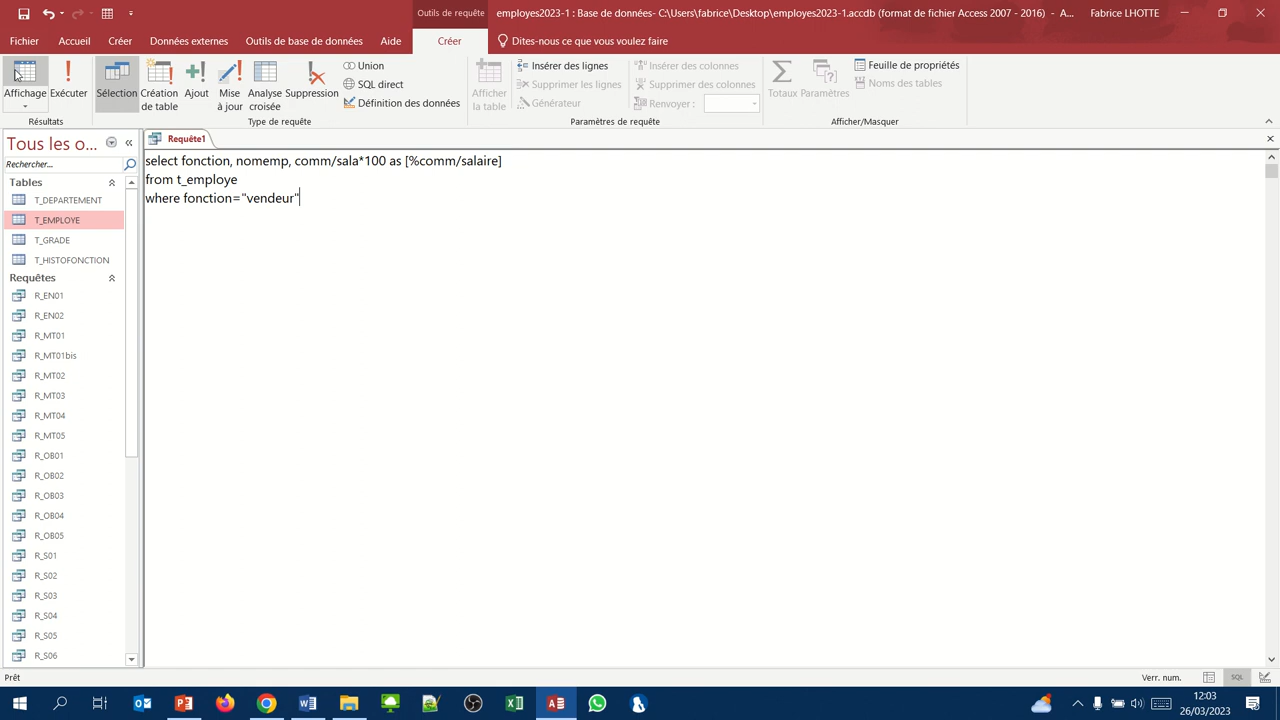 Outils de requête
employes2023-1 : Base de données- C:\Users\fabrice\Desktop\employes2023-1.accdb (format de fichier Access 2007 - 2016) - A...
Fabrice LHOTTE
Fichier
Accueil
Créer
Données externes
Outils de base de données
Aide
Créer
Dites-nous ce que vous voulez faire
Affichage
Exécuter
Résultats
Sélection
Création
de table
Ajout
Mise
à jour
Analyse
croisée
Suppression
Union
SQL direct
Définition des données
Type de requête
Afficher
la table
Insérer des lignes
Supprimer les lignes
Générateur
Insérer des colonnes
Supprimer des colonnes
Renvoyer :
Paramètres de requête
Totaux
Paramètres
Feuille de propriétés
Noms des tables
Afficher/Masquer
Tous les o...
Rechercher...
Tables
T_DEPARTEMENT
T_EMPLOYE
T_GRADE
T_HISTOFONCTION
Requêtes
R_EN01
R_EN02
R_MT01
R_MT01bis
R_MT02
R_MT03
R_MT04
R_MT05
R_OB01
R_OB02
R_OB03
R_OB04
R_OB05
R_S01
R_S02
R_S03
R_S04
R_S05
R_S06
Requête1
select fonction, nomemp, comm/sala*100 as [%comm/salaire]
from t_employe
where fonction="vendeur"
Prêt
Verr. num.
SQL
12:03
26/03/2023